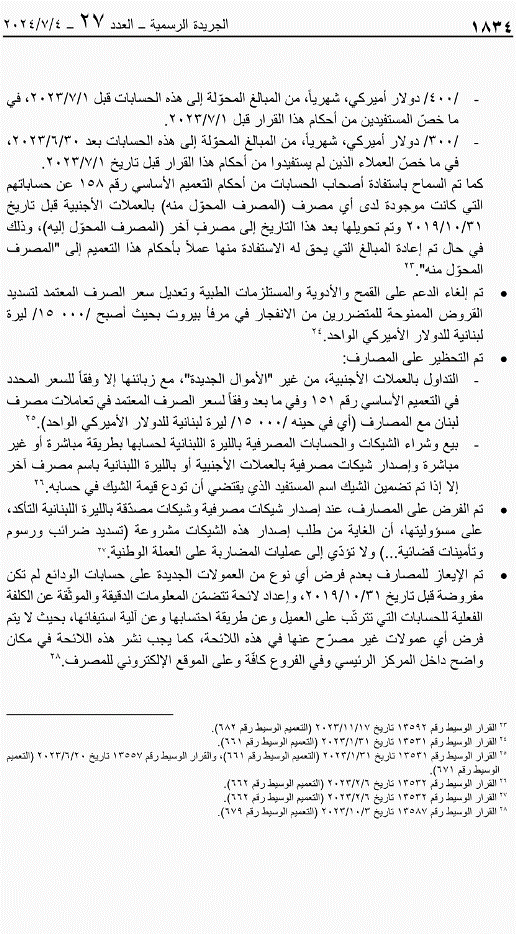 ١٨٣٤
الجريدة الرسمية – العدد ٢٧ – ٢٠٢٤/٧/٤
- /٤٠٠/ دولار أميركي، شهرياً، من المبالغ المحوّلة إلى هذه الحسابات قبل ٢٠٢٣/٧/١، في
ما خصّ المستفيدين من أحكام هذا القرار قبل ٢٠٢٣/٧/١.
- /٣٠٠/ دولار أميركي، شهرياً، من المبالغ المحوّلة إلى هذه الحسابات بعد ٢٠٢٣/٦/٣٠،
في ما خصّ العملاء الذين لم يستفيدوا من أحكام هذا القرار قبل تاريخ ٢٠٢٣/٧/١.
كما تم السماح باستفادة أصحاب الحسابات من أحكام التعميم الأساسي رقم ١٥٨ عن حساباتهم
التي كانت موجودة لدى أي مصرف (المصرف المحوّل منه) بالعملات الأجنبية قبل تاريخ
٢٠١٩/١٠/٣١ وتم تحويلها بعد هذا التاريخ إلى مصرفٍ آخر (المصرف المحوّل إليه)، وذلك
في حال تم إعادة المبالغ التي يحق له الاستفادة منها عملاً بأحكام هذا التعميم إلى "المصرف
المحوّل منه".٢٣
• تم إلغاء الدعم على القمح والأدوية والمستلزمات الطبية وتعديل سعر الصرف المعتمد لتسديد
القروض الممنوحة للمتضررين من الانفجار في مرفأ بيروت بحيث أصبح /٠٠٠ ١٥/ ليرة
لبنانية للدولار الأميركي الواحد.٢٤
• تم التحظير على المصارف:
- التداول بالعملات الأجنبية، من غير "الأموال الجديدة"، مع زبائنها إلا وفقاً للسعر المحدد
في التعميم الأساسي رقم ١٥١ وفي ما بعد وفقاً لسعر الصرف المعتمد في تعاملات مصرف
لبنان مع المصارف (أي في حينه /٠٠٠ ١٥/ ليرة لبنانية للدولار الأميركي الواحد).٢٥
- بيع وشراء الشيكات والحسابات المصرفية بالليرة اللبنانية لحسابها بطريقة مباشرة أو غير
مباشرة وإصدار شيكات مصرفية بالعملات الأجنبية أو بالليرة اللبنانية باسم مصرف آخر
إلا إذا تم تضمين الشيك اسم المستفيد الذي يقتضي أن تودع قيمة الشيك في حسابه.٢٦
• تم الفرض على المصارف، عند إصدار شيكات مصرفية وشيكات مصدّقة بالليرة اللبنانية التأكد،
على مسؤوليتها، أن الغاية من طلب إصدار هذه الشيكات مشروعة (تسديد ضرائب ورسوم
وتأمينات قضائية...) ولا تؤدّي إلى عمليات المضاربة على العملة الوطنية.٢٧
• تم الإيعاز للمصارف بعدم فرض أي نوع من العمولات الجديدة على حسابات الودائع لم تكن
مفروضة قبل تاريخ ٢٠١٩/١٠/٣١، وإعداد لائحة تتضمّن المعلومات الدقيقة والموثّقة عن الكلفة
الفعلية للحسابات التي تترتّب على العميل وعن طريقة احتسابها وعن آلية استيفائها، بحيث لا يتم
فرض أي عمولات غير مصرّح عنها في هذه اللائحة، كما يجب نشر هذه اللائحة في مكان
واضح داخل المركز الرئيسي وفي الفروع كافّة وعلى الموقع الإلكتروني للمصرف.٢٨
٢٣ القرار الوسيط رقم ١٣٥٩٢ تاريخ ٢٠٢٣/١١/١٧ (التعميم الوسيط رقم ٦٨٢).
٢٤ القرار الوسيط رقم ١٣٥٣١ تاريخ ٢٠٢٣/١/٣١ (التعميم الوسيط رقم ٦٦١).
٢٥ القرار الوسيط رقم ١٣٥٣١ تاريخ ٢٠٢٣/١/٣١ (التعميم الوسيط رقم ٦٦١)، والقرار الوسيط رقم ١٣٥٥٧ تاريخ ٢٠٢٣/٦/٢٠ (التعميم
الوسيط رقم ٦٧١).
٢٦ القرار الوسيط رقم ١٣٥٣٢ تاريخ ٢٠٢٣/٢/٦ (التعميم الوسيط رقم ٦٦٢).
٢٧ القرار الوسيط رقم ١٣٥٣٢ تاريخ ٢٠٢٣/٢/٦ (التعميم الوسيط رقم ٦٦٢).
٢٨ القرار الوسيط رقم ١٣٥٨٧ تاريخ ٢٠٢٣/١٠/٣ (التعميم الوسيط رقم ٦٧٩).